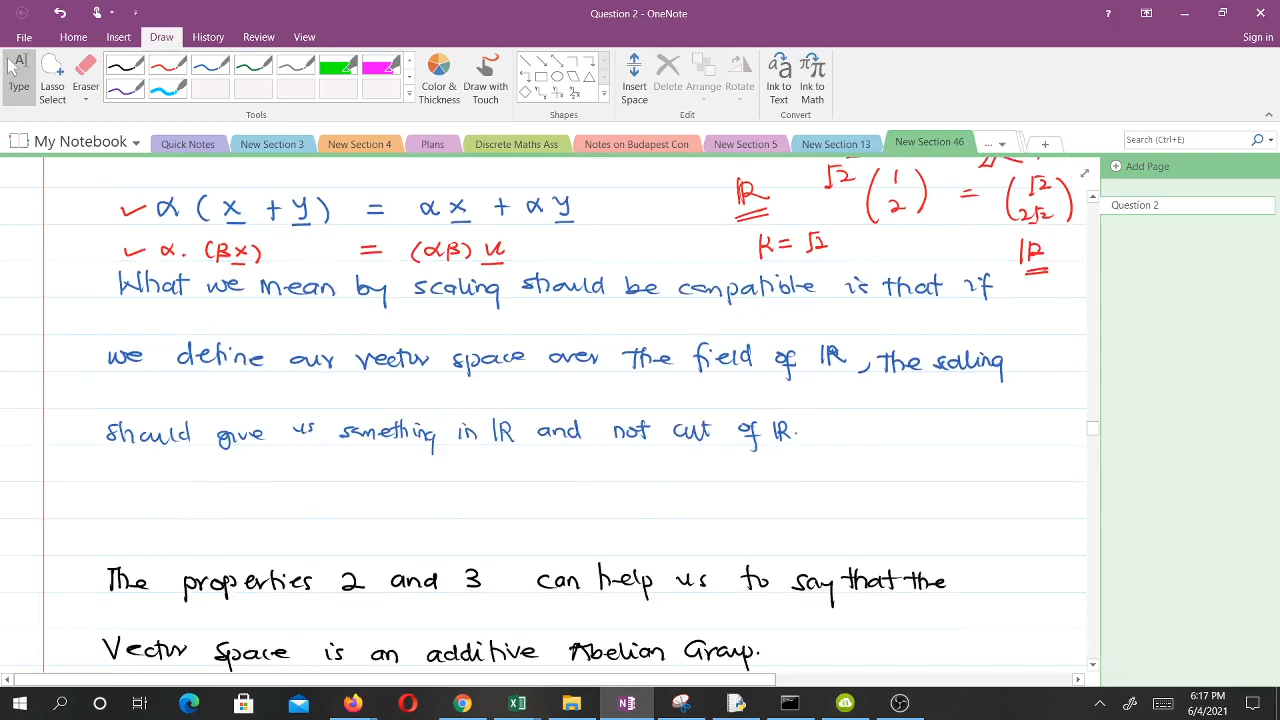 Question 2 - OneNote
Sign in
File Home Insert Draw History Review View
Type
Lasso Select
Eraser
Color & Thickness
Draw with Touch
Insert Space
Delete
Arrange
Rotate
Ink to Text
Ink to Math
Tools
Shapes
Edit
Convert
My Notebook
Quick Notes
New Section 3
New Section 4
Plans
Discrete Maths Ass
Notes on Budapest Con
New Section 5
New Section 13
New Section 46
Search (Ctrl+E)
Add Page
Question 2
α (x + y) = αx + αy
α. (βx) = (αβ) x
ℝ
√2 (1 2) = (√2 2√2)
K = √2
ℝ
What we mean by scaling should be compatible is that if
we define our vector space over the field of ℝ, the scaling
should give us something in ℝ and not out of ℝ.
The properties 2 and 3 can help us to say that the
Vector Space is an additive Abelian Group.
6:17 PM
6/4/2021